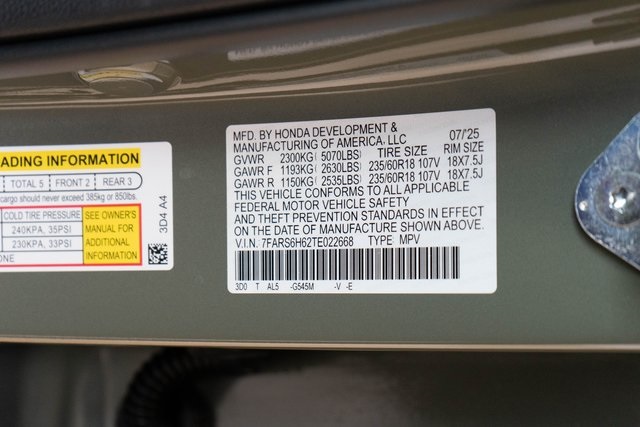 ADING INFORMATION
TOTAL 5 FRONT 2 REAR 3
cargo should never exceed 385kg or 850lbs.
COLD TIRE PRESSURE
240KPA, 35PSI
230KPA, 33PSI
ONE
SEE OWNER'S
MANUAL FOR
ADDITIONAL
INFORMATION
3D4 A4
MFD. BY HONDA DEVELOPMENT &
MANUFACTURING OF AMERICA, LLC 07/'25
GVWR 2300KG( 5070LBS) TIRE SIZE RIM SIZE
GAWR F 1193KG( 2630LBS) 235/60R18 107V 18X7.5J
GAWR R 1150KG( 2535LBS) 235/60R18 107V 18X7.5J
THIS VEHICLE CONFORMS TO ALL APPLICABLE
FEDERAL MOTOR VEHICLE SAFETY
AND THEFT PREVENTION STANDARDS IN EFFECT
ON THE DATE OF MANUFACTURE SHOWN ABOVE.
V.I.N. 7FARS6H62TE022668 TYPE MPV
3D0 T AL5 -G545M -V -E